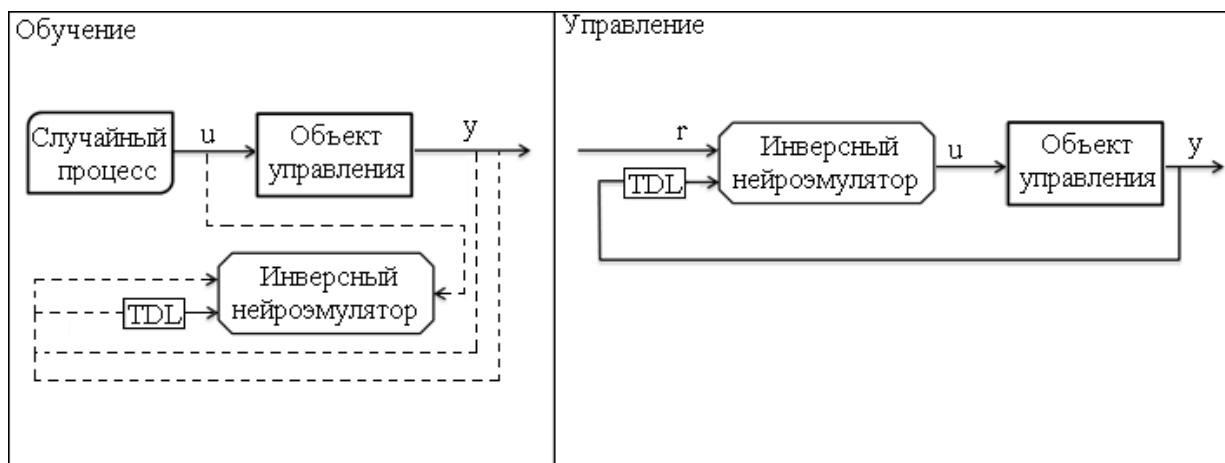 Обучение
Случайный
процесс
u
Объект
управления
y
Инверсный
нейроэмулятор
TDL
Управление
r
TDL
Инверсный
нейроэмулятор
u
Объект
управления
y